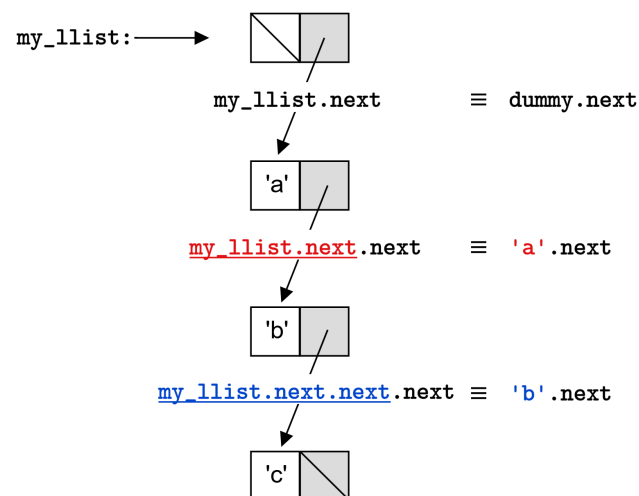 my_llist:
my_llist.next ≡ dummy.next
'a'
my_llist.next.next ≡ 'a'.next
'b'
my_llist.next.next.next ≡ 'b'.next
'c'